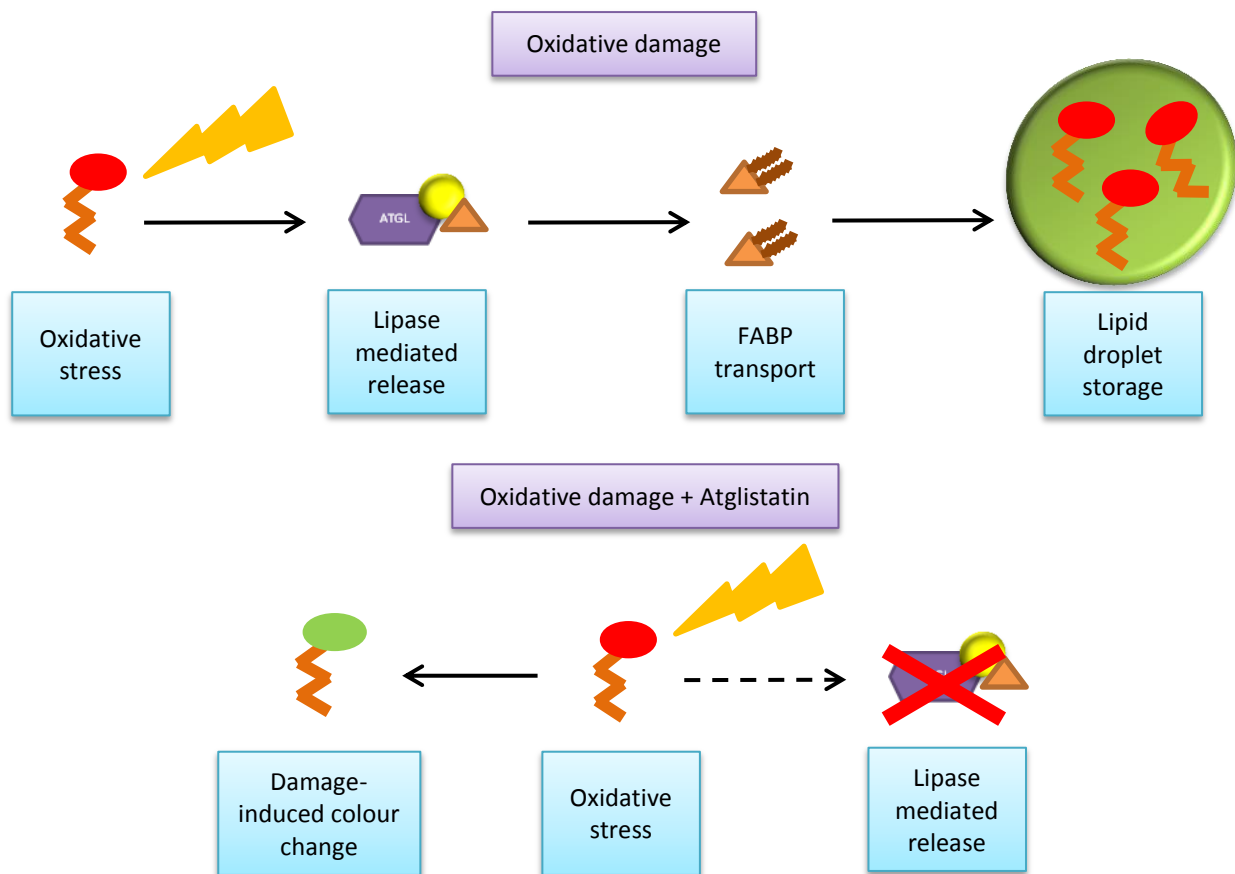 Oxidative damage
ATGL
Oxidative
stress
Lipase
mediated
release
FABP
transport
Lipid
droplet
storage
Oxidative damage + Atglistatin
Damage-
induced colour
change
Oxidative
stress
Lipase
mediated
release